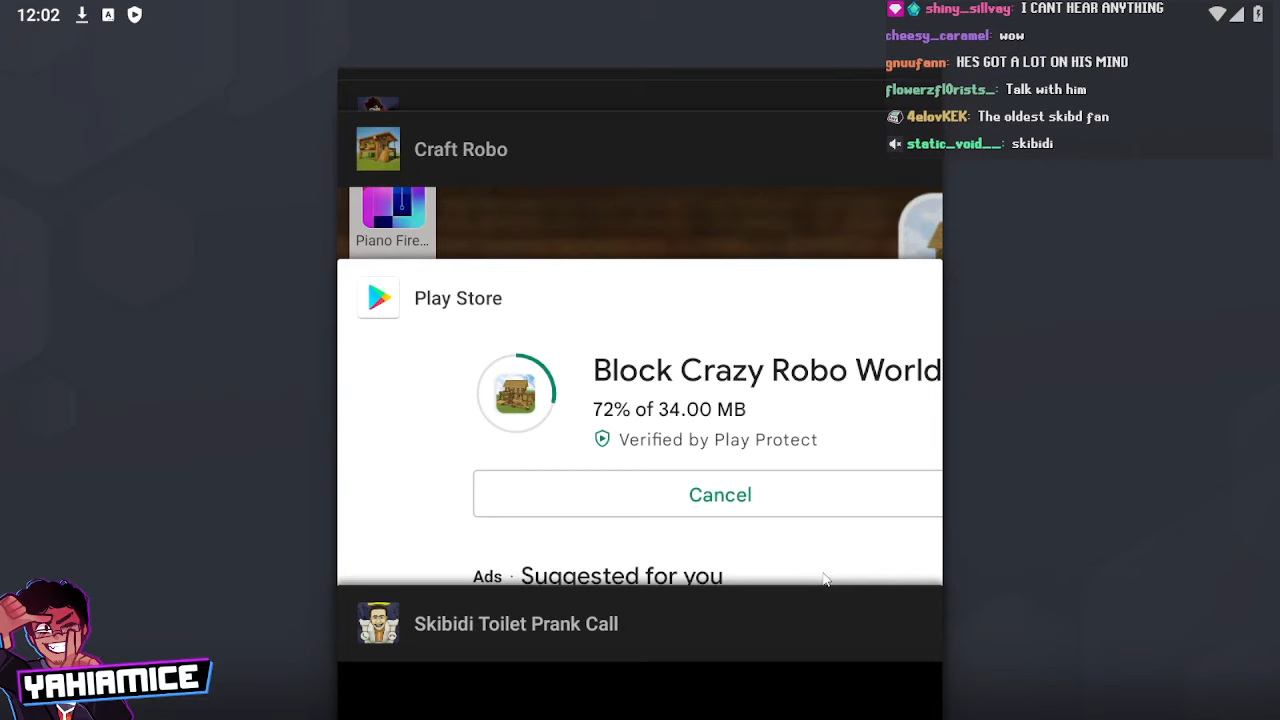 12:02
A
shiny_sillvay: I CANT HEAR ANYTHING
cheesy_caramel: wow
gnuufann: HES GOT A LOT ON HIS MIND
flowerzfl0rists_: Talk with him
4elovKEK: The oldest skibd fan
static_void__: skibidi
Craft Robo
Piano Fire...
Play Store
Block Crazy Robo World
72% of 34.00 MB
Verified by Play Protect
Cancel
Ads · Suggested for you
Skibidi Toilet Prank Call
YAHIAMICE